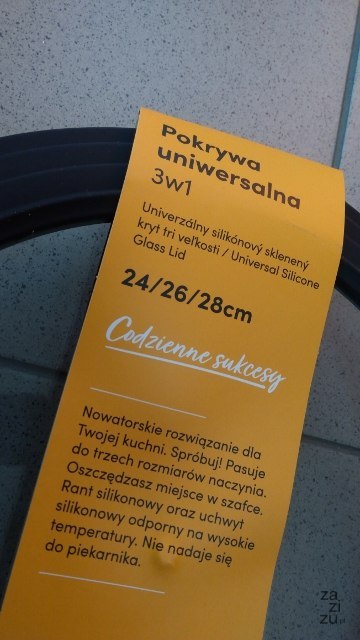 Pokrywa
uniwersalna
3w1
Univerzálny silikónový sklenený
kryt tri veľkosti / Universal Silicone
Glass Lid
24/26/28cm
Codzienne sukcesy
Nowatorskie rozwiązanie dla
Twojej kuchni. Spróbuj! Pasuje
do trzech rozmiarów naczynia.
Oszczędzasz miejsce w szafce.
Rant silikonowy oraz uchwyt
silikonowy odporny na wysokie
temperatury. Nie nadaje się
do piekarnika.
za
zi
zu.pl